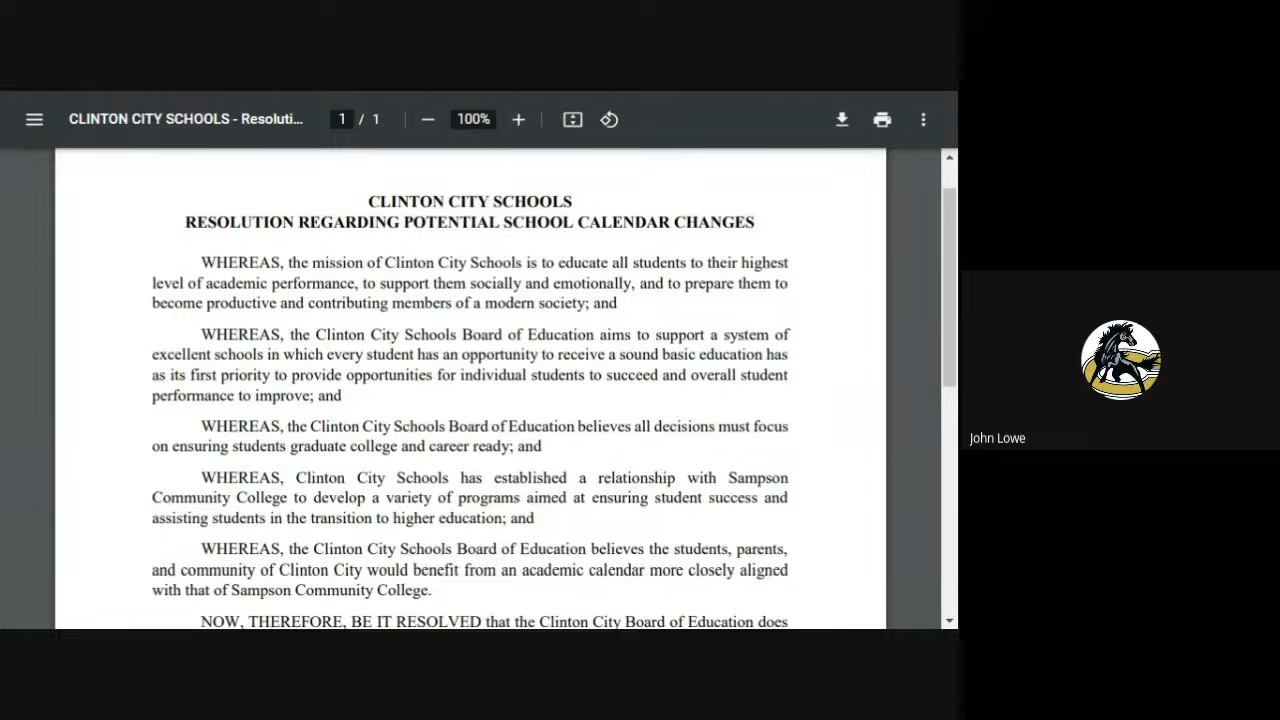 CLINTON CITY SCHOOLS - Resoluti...
1 / 1
100%
CLINTON CITY SCHOOLS
RESOLUTION REGARDING POTENTIAL SCHOOL CALENDAR CHANGES
WHEREAS, the mission of Clinton City Schools is to educate all students to their highest
level of academic performance, to support them socially and emotionally, and to prepare them to
become productive and contributing members of a modern society; and
WHEREAS, the Clinton City Schools Board of Education aims to support a system of
excellent schools in which every student has an opportunity to receive a sound basic education has
as its first priority to provide opportunities for individual students to succeed and overall student
performance to improve; and
WHEREAS, the Clinton City Schools Board of Education believes all decisions must focus
on ensuring students graduate college and career ready; and
WHEREAS, Clinton City Schools has established a relationship with Sampson
Community College to develop a variety of programs aimed at ensuring student success and
assisting students in the transition to higher education; and
WHEREAS, the Clinton City Schools Board of Education believes the students, parents,
and community of Clinton City would benefit from an academic calendar more closely aligned
with that of Sampson Community College.
NOW, THEREFORE, BE IT RESOLVED that the Clinton City Board of Education does
John Lowe